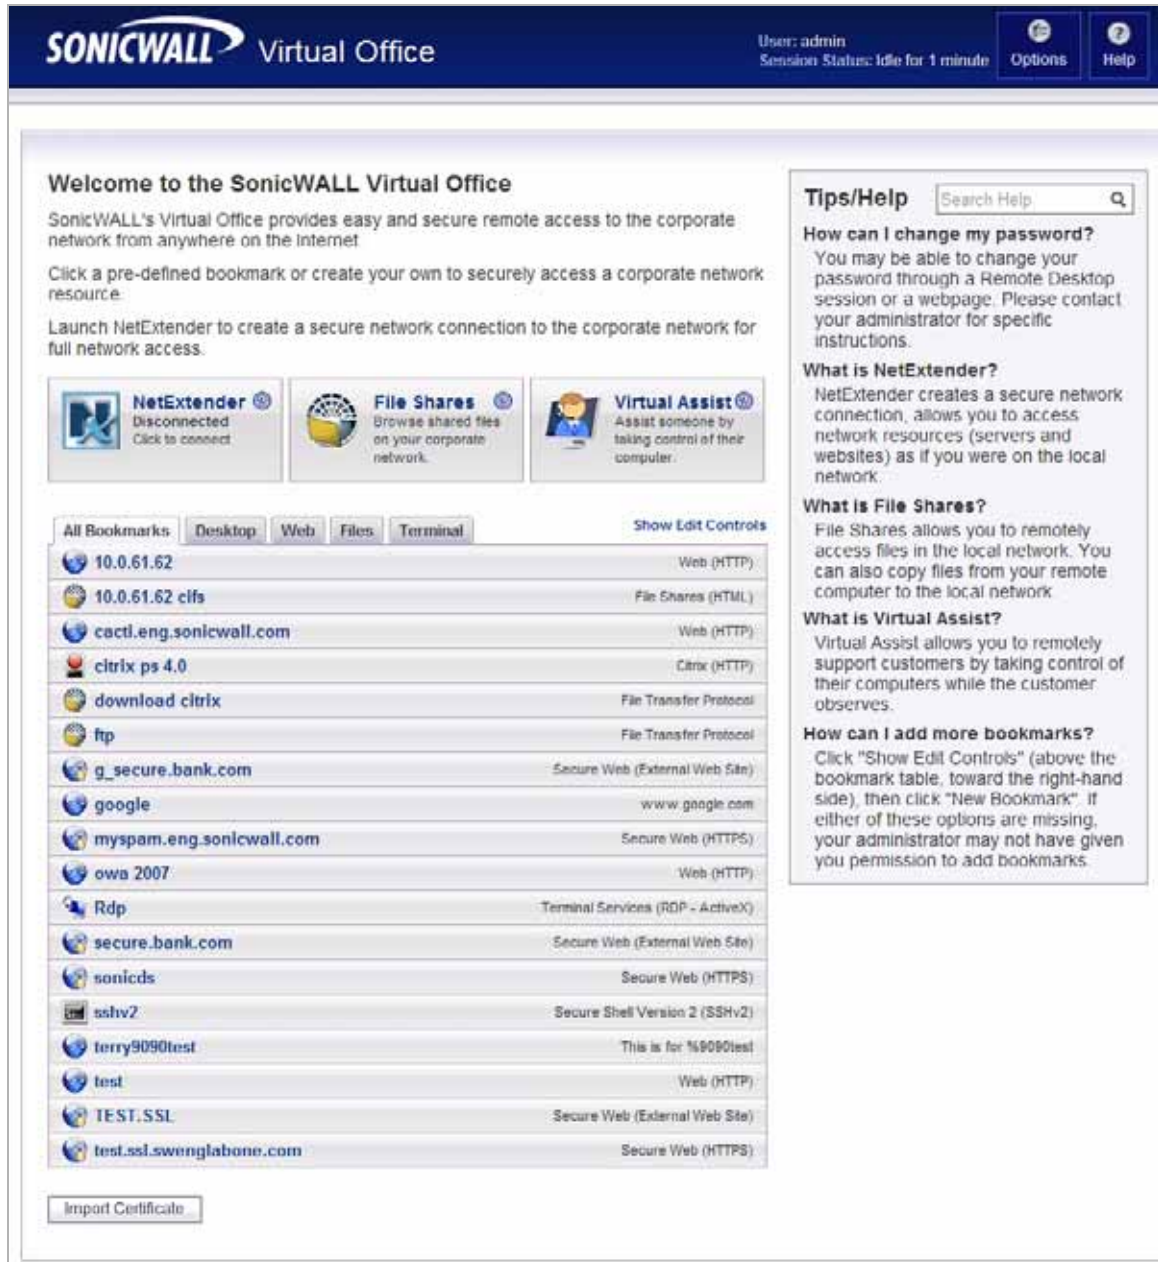 SONICWALL Virtual Office
User: admin
Session Status: Idle for 1 minute
Options
Help
Welcome to the SonicWALL Virtual Office
SonicWALL's Virtual Office provides easy and secure remote access to the corporate
network from anywhere on the Internet
Click a pre-defined bookmark or create your own to securely access a corporate network
resource.
Launch NetExtender to create a secure network connection to the corporate network for
full network access.
NetExtender
Disconnected
Click to connect
File Shares
Browse shared files
on your corporate
network.
Virtual Assist
Assist someone by
taking control of their
computer.
All Bookmarks Desktop Web Files Terminal Show Edit Controls
10.0.61.62 Web (HTTP)
10.0.61.62 cifs File Shares (HTML)
cacti.eng.sonicwall.com Web (HTTP)
citrix ps 4.0 Citrix (HTTP)
download citrix File Transfer Protocol
ftp File Transfer Protocol
g_secure.bank.com Secure Web (External Web Site)
google www.google.com
myspam.eng.sonicwall.com Secure Web (HTTPS)
owa 2007 Web (HTTP)
Rdp Terminal Services (RDP - ActiveX)
secure.bank.com Secure Web (External Web Site)
sonicds Secure Web (HTTPS)
sshv2 Secure Shell Version 2 (SSHv2)
terry9090test This is for %9090test
test Web (HTTP)
TEST.SSL Secure Web (External Web Site)
test.ssl.swenglabone.com Secure Web (HTTPS)
Import Certificate
Tips/Help Search Help
How can I change my password?
You may be able to change your
password through a Remote Desktop
session or a webpage. Please contact
your administrator for specific
instructions.
What is NetExtender?
NetExtender creates a secure network
connection, allows you to access
network resources (servers and
websites) as if you were on the local
network.
What is File Shares?
File Shares allows you to remotely
access files in the local network. You
can also copy files from your remote
computer to the local network
What is Virtual Assist?
Virtual Assist allows you to remotely
support customers by taking control of
their computers while the customer
observes.
How can I add more bookmarks?
Click "Show Edit Controls" (above the
bookmark table, toward the right-hand
side), then click "New Bookmark". If
either of these options are missing,
your administrator may not have given
you permission to add bookmarks.